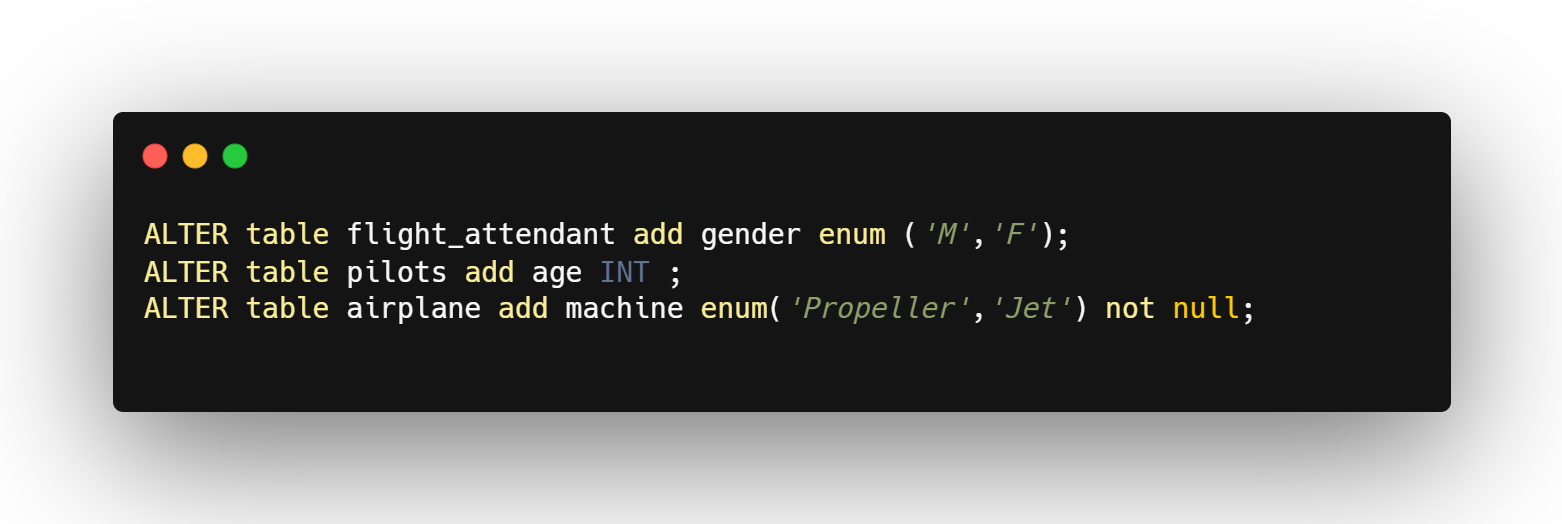 ALTER table flight_attendant add gender enum ('M','F');
ALTER table pilots add age INT ;
ALTER table airplane add machine enum('Propeller','Jet') not null;